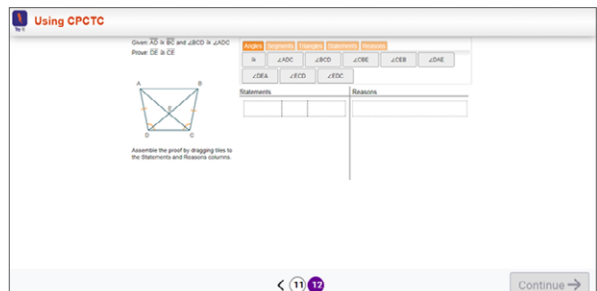 Using CPCTC
Try It
Given: AD ≅ BC and ∠BCD ≅ ∠ADC
Prove: DE ≅ CE
Angles Segments Triangles Statements Reasons
≅ ∠ADC ∠BCD ∠CBE ∠CEB ∠DAE
∠DEA ∠ECD ∠EDC
A B
E
D C
Statements Reasons
Assemble the proof by dragging tiles to
the Statements and Reasons columns.
11 12
Continue